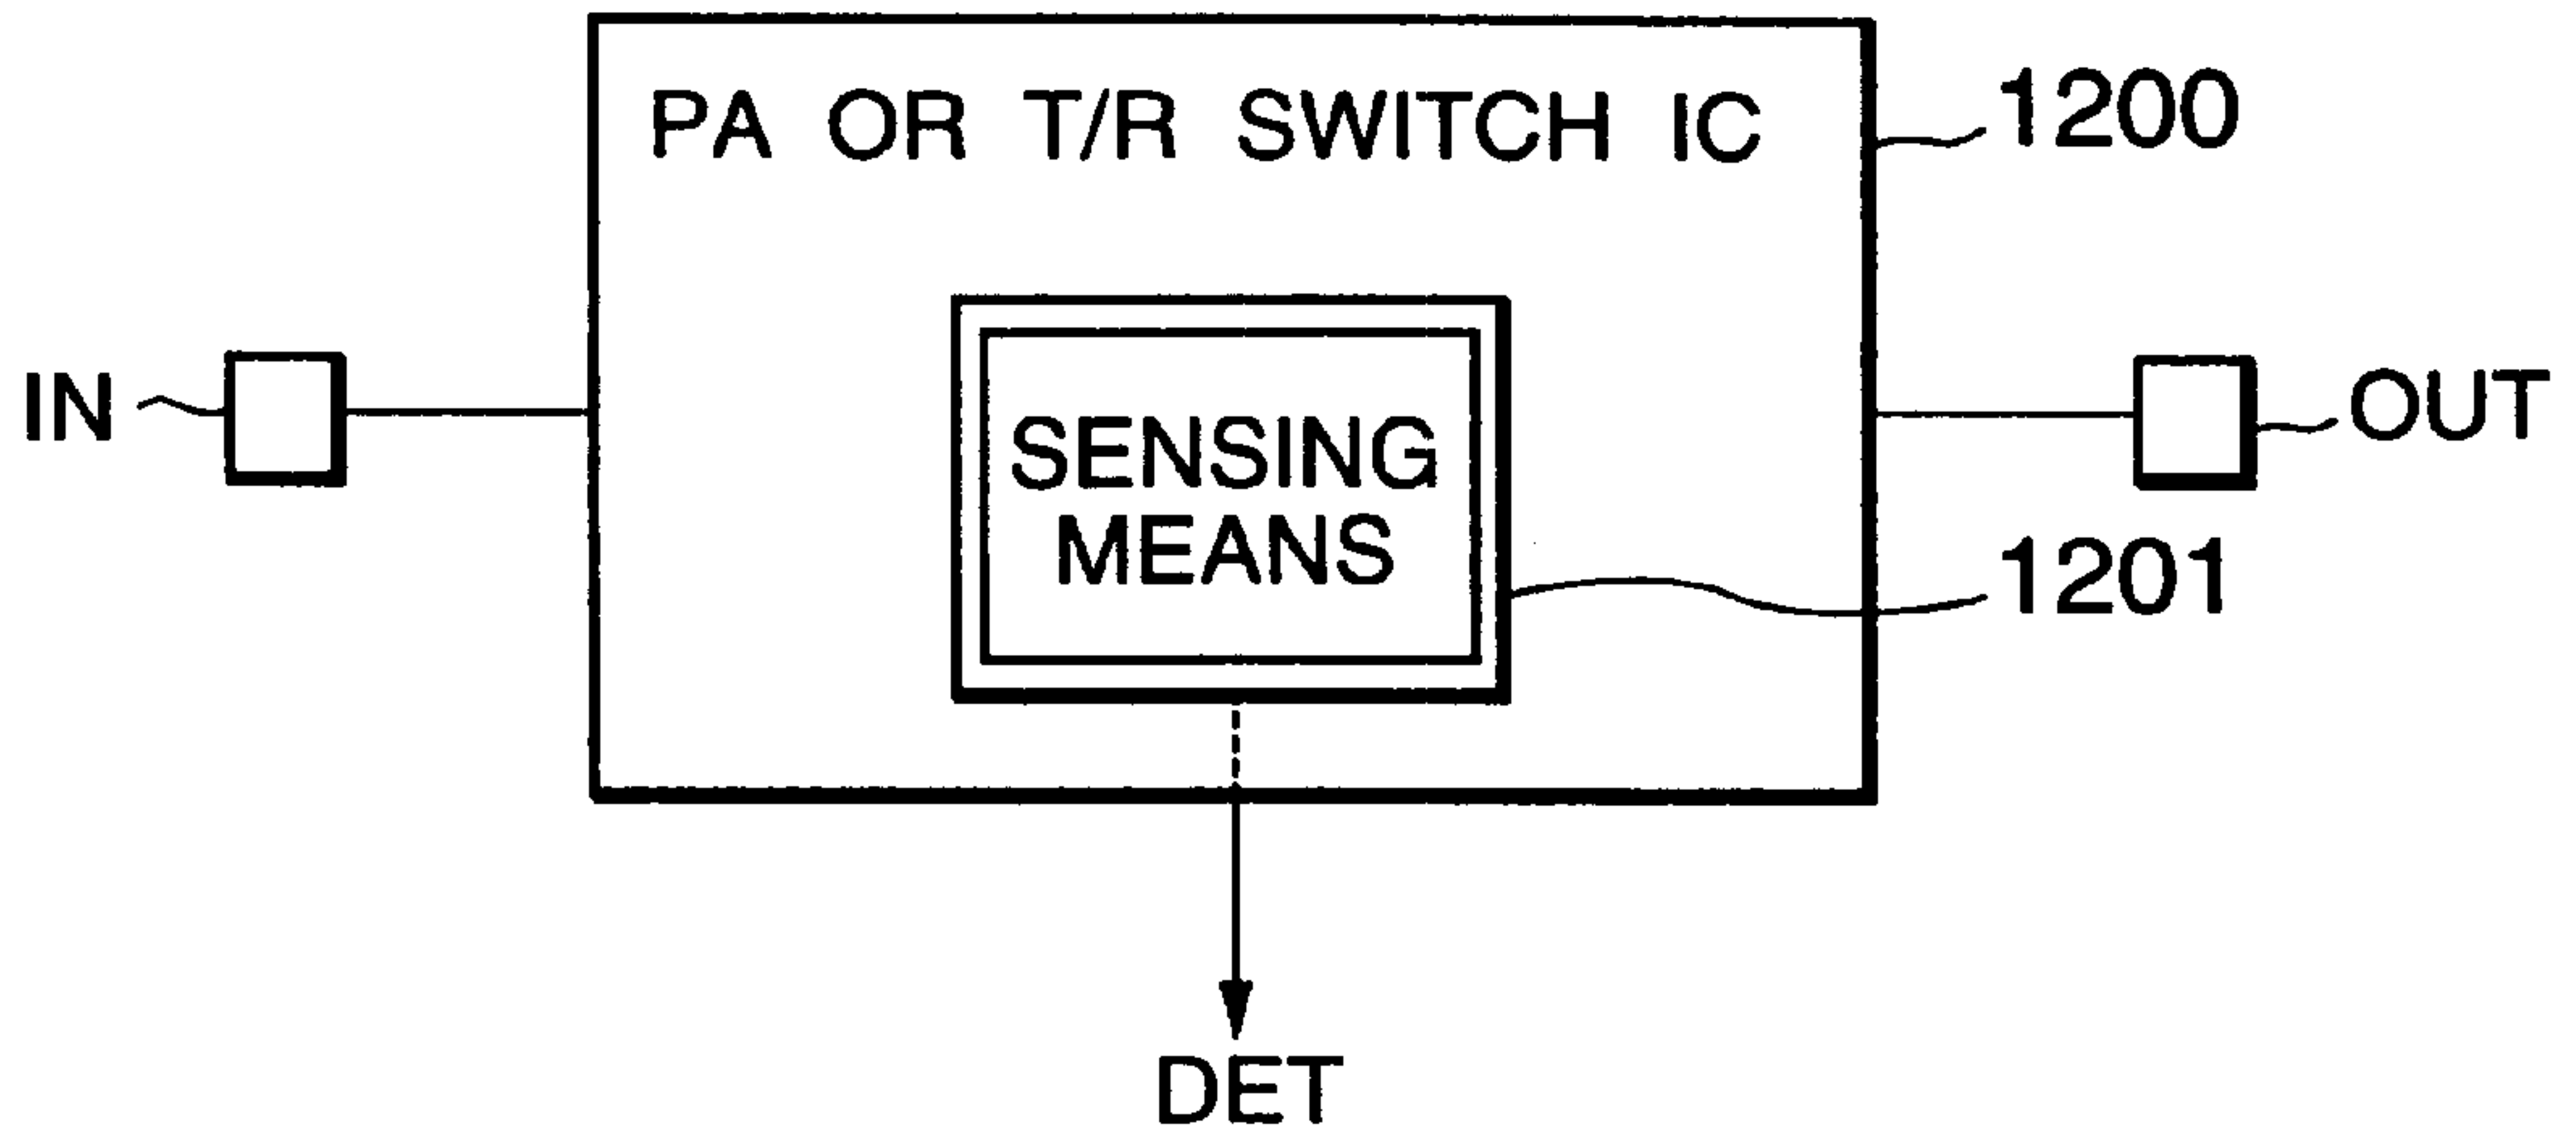 PA OR T/R SWITCH IC
1200
IN
SENSING
MEANS
OUT
1201
DET